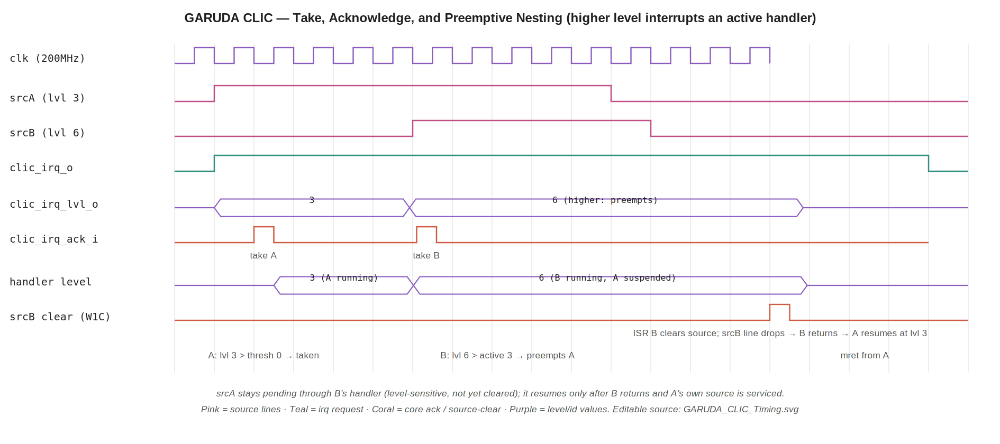 GARUDA CLIC — Take, Acknowledge, and Preemptive Nesting (higher level interrupts an active handler)
clk (200MHz)
srcA (lvl 3)
srcB (lvl 6)
clic_irq_o
clic_irq_lvl_o
3
6 (higher: preempts)
clic_irq_ack_i
take A
take B
handler level
3 (A running)
6 (B running, A suspended)
srcB clear (W1C)
ISR B clears source; srcB line drops → B returns → A resumes at lvl 3
A: lvl 3 > thresh 0 → taken
B: lvl 6 > active 3 → preempts A
mret from A
srcA stays pending through B's handler (level-sensitive, not yet cleared); it resumes only after B returns and A's own source is serviced.
Pink = source lines · Teal = irq request · Coral = core ack / source-clear · Purple = level/id values. Editable source: GARUDA_CLIC_Timing.svg